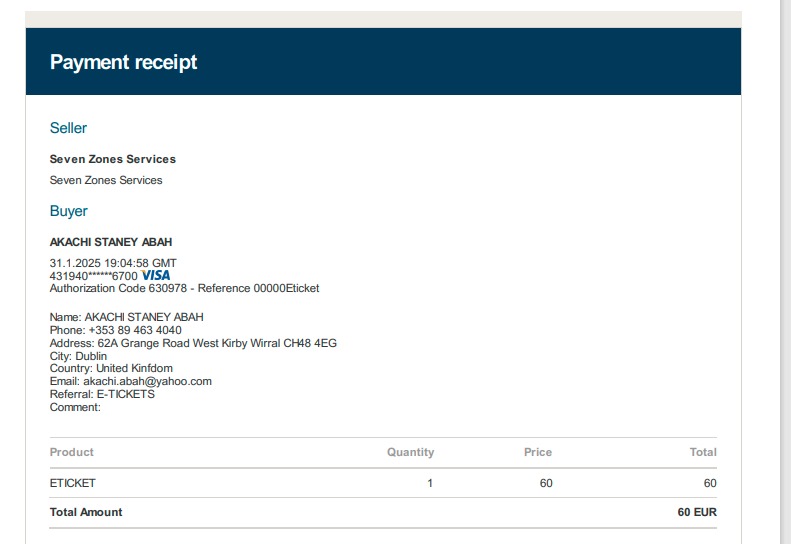 Payment receipt
Seller
Seven Zones Services
Seven Zones Services
Buyer
AKACHI STANEY ABAH
31.1.2025 19:04:58 GMT
431940******6700 VISA
Authorization Code 630978 - Reference 00000Eticket
Name: AKACHI STANEY ABAH
Phone: +353 89 463 4040
Address: 62A Grange Road West Kirby Wirral CH48 4EG
City: Dublin
Country: United Kinfdom
Email: akachi.abah@yahoo.com
Referral: E-TICKETS
Comment:
Product Quantity Price Total
ETICKET 1 60 60
Total Amount 60 EUR